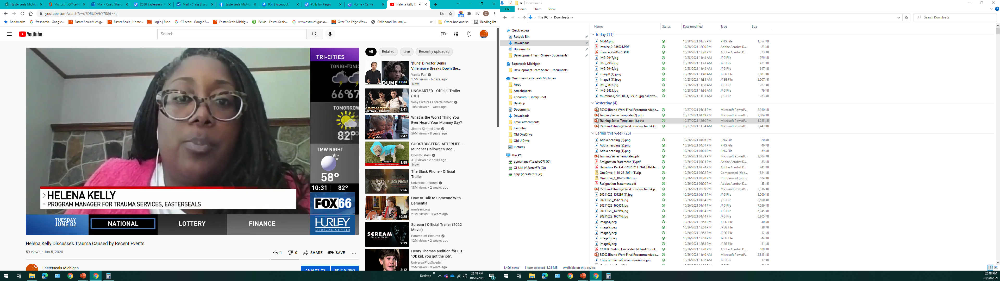 Easterseals Michiga
Microsoft Office H
Mail - Craig Sharu
2020 Easterseals M
Mail - Craig Sharu
Easterseals Michig
Poll | Facebook
Polls for Pages
Home - Canva
Helena Kelly D
youtube.com/watch?v=d7D5UDVhY70&t=4s
Bookmarks
freshdesk - Google...
Easter Seals Michig...
Easter Seals | Home...
Login | Fuse
CT scan - Google S...
Easter Seals Michig...
Relias - Easter Seals...
www.essmichigan.o...
Over The Edge Wes...
Childhood Trauma |...
Other bookmarks
Reading list
YouTube
Search
TRI-CITIES
TOMORROW
82°
TMW NIGHT
58°
10:31 | 82°
HELENA KELLY
PROGRAM MANAGER FOR TRAUMA SERVICES, EASTERSEALS
FOX66
TUESDAY
JUNE 02
NATIONAL
LOTTERY
FINANCE
HURLEY
MEDICAL CENTER
Helena Kelly Discusses Trauma Caused by Recent Events
59 views • Jun 5, 2020
1
0
SHARE
SAVE
Easterseals Michigan
ANALYTICS
EDIT VIDEO
All
Related
Live
Recently uploaded
DUNE
17:34
'Dune' Director Denis
Villeneuve Breaks Down the...
Vanity Fair
1.5M views • 6 days ago
New
UNCHARTED
OFFICIAL TRAILER
2:41
UNCHARTED - Official Trailer
(HD)
Sony Pictures Entertainment
10M views • 1 week ago
JIMMY
KIMMEL
LIVE!
2:47
What is the Worst Thing You
Ever Heard Your Mommy Say?
Jimmy Kimmel Live
56M views • 8 years ago
1:55
GHOSTBUSTERS: AFTERLIFE –
Muncher Halloween Dog...
Ghostbusters
310 views • 2 hours ago
New
BLACK PHONE
2:56
The Black Phone - Official
Trailer
Universal Pictures
18M views • 2 weeks ago
40:25
How to Talk to Someone With
Dementia
mmlearn.org
2.3M views • 3 years ago
SCREAM
OFFICIAL TRAILER
2:19
Scream | Official Trailer (2022
Movie)
Paramount Pictures
12M views • 2 weeks ago
3:12
Henry Thomas audition för E.T.
"Ok kid, you got the job".
UniversalPicsSweden
25M views • 9 years ago
Desktop
02:48 PM
10/28/2021
5
Downloads
File
Home
Share
View
This PC
Downloads
Search Downloads
Quick access
Recycle Bin
Downloads
Documents
Development Team Share - Documents
Easterseals Michigan
Development Team Share - Documents
OneDrive - Easterseals Michigan
Apps
Attachments
CSharum - Library Root
Desktop
Documents
Downloads
Email attachments
Favorites
Old OneDrive
Old U Drive
Pictures
This PC
gcmanage (\\easter57) (K:)
QI_UM (\\Easter57) (Q:)
corp (\\easter57) (Y:)
Name Status Date modified Type Size
Today (11)
M&M.png 10/28/2021 01:35 PM PNG File 1,354 KB
Invoice_2-286021.PDF 10/28/2021 12:20 PM Adobe Acrobat D... 23 KB
Invoice_2-286575.PDF 10/28/2021 12:20 PM Adobe Acrobat D... 23 KB
IMG_2947.jpg 10/28/2021 11:43 AM JPG File 979 KB
IMG_7965.jpg 10/28/2021 11:43 AM JPG File 471 KB
IMG_7946.jpg 10/28/2021 11:43 AM JPG File 647 KB
image0 (1).jpeg 10/28/2021 11:40 AM JPEG File 2,881 KB
image5 (1).jpeg 10/28/2021 11:38 AM JPEG File 3,007 KB
IMG_3827.jpg 10/28/2021 11:38 AM JPG File 267 KB
IMG_2425.jpg 10/28/2021 11:36 AM JPG File 79 KB
thumbnail_20211023_175321.jpg hallowe... 10/28/2021 11:35 AM JPG File 263 KB
Yesterday (4)
ES2021Brand Work Final Recommendatio... 10/27/2021 05:16 PM Microsoft PowerP... 2,940 KB
Training Series Template (2).pptx 10/27/2021 04:19 PM Microsoft PowerP... 2,084 KB
Training Series Template (1).pptx 10/27/2021 12:30 PM Microsoft PowerP... 1,243 KB
ES Brand Strategy Work Preview for LA (1... 10/27/2021 11:34 AM Microsoft PowerP... 2,447 KB
Earlier this week (25)
Add a heading (3).png 10/26/2021 04:06 PM PNG File 20 KB
Add a heading (2).png 10/26/2021 04:01 PM PNG File 46 KB
Add a heading (1).png 10/26/2021 04:01 PM PNG File 69 KB
Training Series Template.pptx 10/26/2021 03:39 PM Microsoft PowerP... 2,084 KB
Resignation Statement (1).pdf 10/26/2021 03:24 PM Adobe Acrobat D... 83 KB
Departure Packet 7.28.2021 FINAL fillable.... 10/26/2021 03:24 PM Adobe Acrobat D... 441 KB
OneDrive_1_10-26-2021 (1).zip 10/26/2021 03:22 PM Compressed (zipp... 524 KB
OneDrive_1_10-26-2021.zip 10/26/2021 03:20 PM Compressed (zipp... 524 KB
Resignation Statement.pdf 10/26/2021 03:20 PM Adobe Acrobat D... 83 KB
ES Brand Strategy Work Preview for LA.p... 10/26/2021 02:09 PM Microsoft PowerP... 2,336 KB
20211022_151239 (1).jpg 10/26/2021 01:15 PM JPG File 8,500 KB
20211022_151239.jpg 10/26/2021 01:14 PM JPG File 8,500 KB
20211022_160458.jpg 10/26/2021 01:14 PM JPG File 7,036 KB
20211022_143959.jpg 10/26/2021 01:14 PM JPG File 6,245 KB
20211022_160746.jpg 10/26/2021 01:14 PM JPG File 6,805 KB
image4.jpeg 10/26/2021 12:58 PM JPEG File 40 KB
image5.jpeg 10/26/2021 12:58 PM JPEG File 39 KB
image2.jpeg 10/26/2021 12:58 PM JPEG File 42 KB
image1.jpeg 10/26/2021 12:58 PM JPEG File 44 KB
image0.jpeg 10/26/2021 12:58 PM JPEG File 41 KB
CCBHC Sliding Fee Scale Oakland Count... 10/26/2021 12:20 PM Adobe Acrobat D... 109 KB
ES2021Brand Work Final Recommendatio... 10/26/2021 11:40 AM Microsoft PowerP... 2,813 KB
Copy of free halloween resources.jpg 10/26/2021 11:02 AM JPG File 37 KB
1,496 items 1 item selected 1.21 MB Available on this device
02:48 PM
10/28/2021